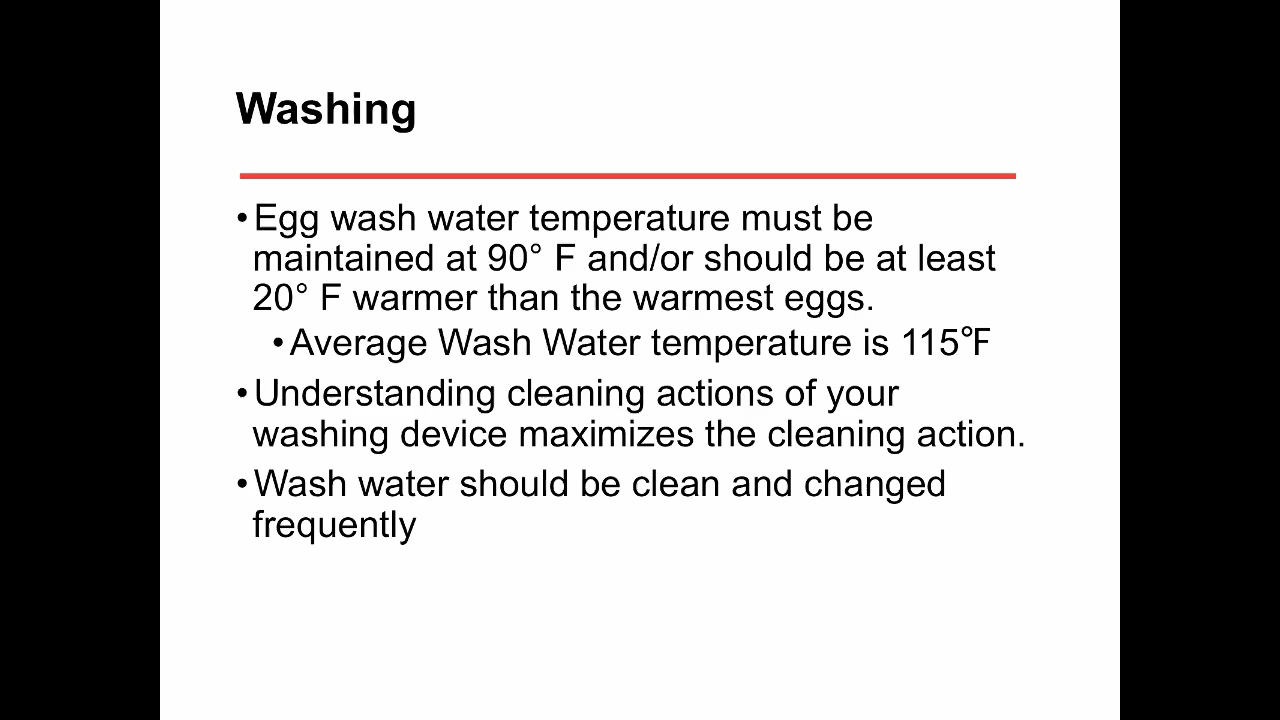 Washing
•Egg wash water temperature must be
maintained at 90° F and/or should be at least
20° F warmer than the warmest eggs.
•Average Wash Water temperature is 115℉
•Understanding cleaning actions of your
washing device maximizes the cleaning action.
•Wash water should be clean and changed
frequently